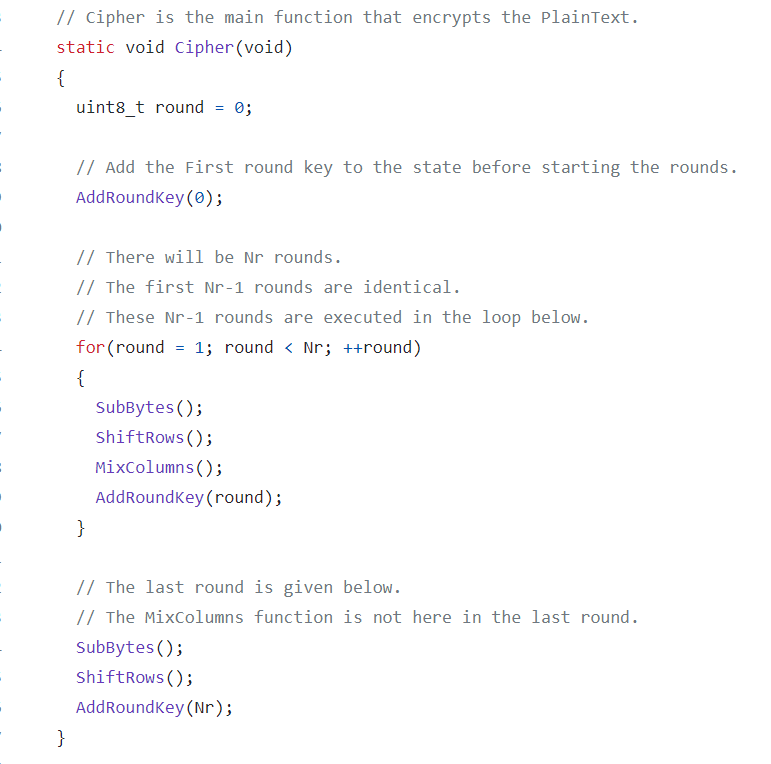 // Cipher is the main function that encrypts the PlainText.
static void Cipher(void)
{
  uint8_t round = 0;

  // Add the First round key to the state before starting the rounds.
  AddRoundKey(0);

  // There will be Nr rounds.
  // The first Nr-1 rounds are identical.
  // These Nr-1 rounds are executed in the loop below.
  for(round = 1; round < Nr; ++round)
  {
    SubBytes();
    ShiftRows();
    MixColumns();
    AddRoundKey(round);
  }

  // The last round is given below.
  // The MixColumns function is not here in the last round.
  SubBytes();
  ShiftRows();
  AddRoundKey(Nr);
}